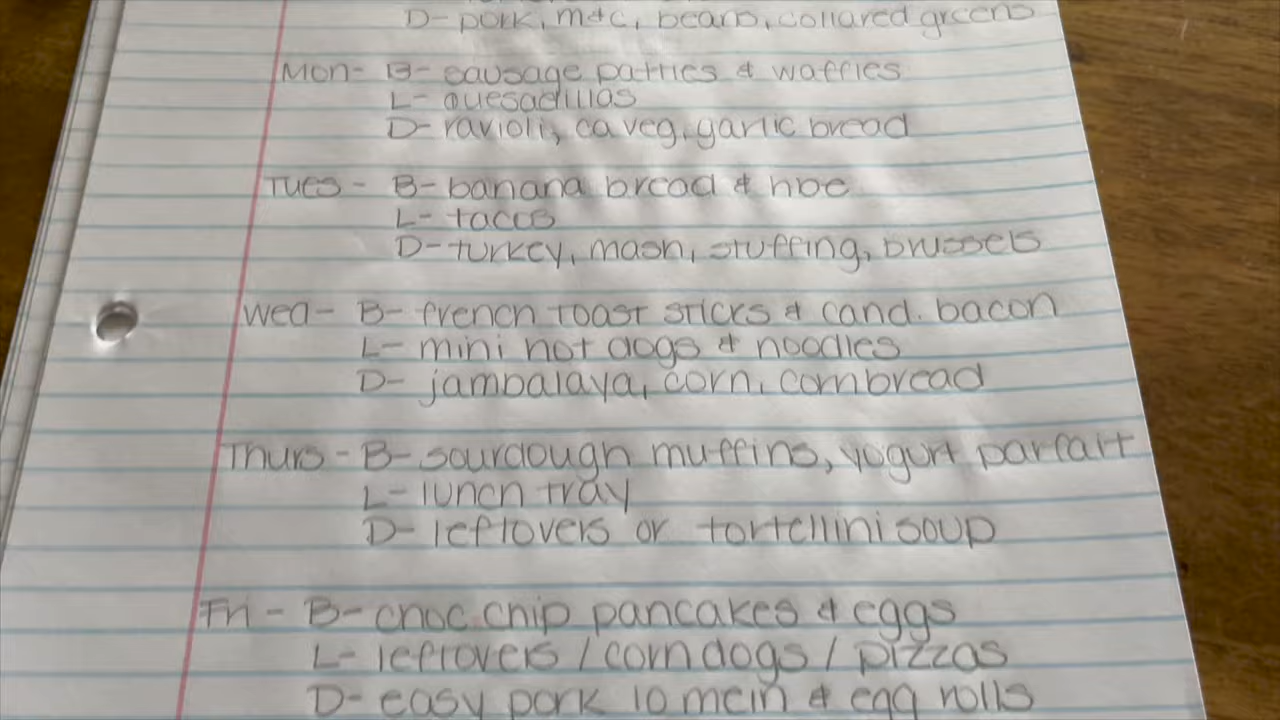 D- pork, m+c, beans, collared greens
Mon- B- sausage patties & waffles
L- quesadillas
D- ravioli, ca veg, garlic bread
Tues - B- banana bread & hbe
L- tacos
D- turkey, mash, stuffing, brussels
Wed- B- french toast sticks & cand. bacon
L- mini hot dogs & noodles
D- jambalaya, corn, cornbread
Thurs - B- sourdough muffins, yogurt parfait
L- lunch tray
D- leftovers or tortellini soup
Fri - B- choc chip pancakes & eggs
L- leftovers / corn dogs / pizzas
D- easy pork lo mein & egg rolls